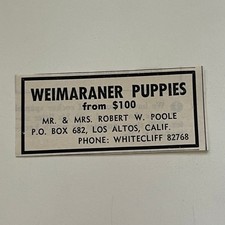 WEIMARANER PUPPIES
from $100
MR. & MRS. ROBERT W. POOLE
P.O. BOX 682, LOS ALTOS, CALIF.
PHONE: WHITECLIFF 82768